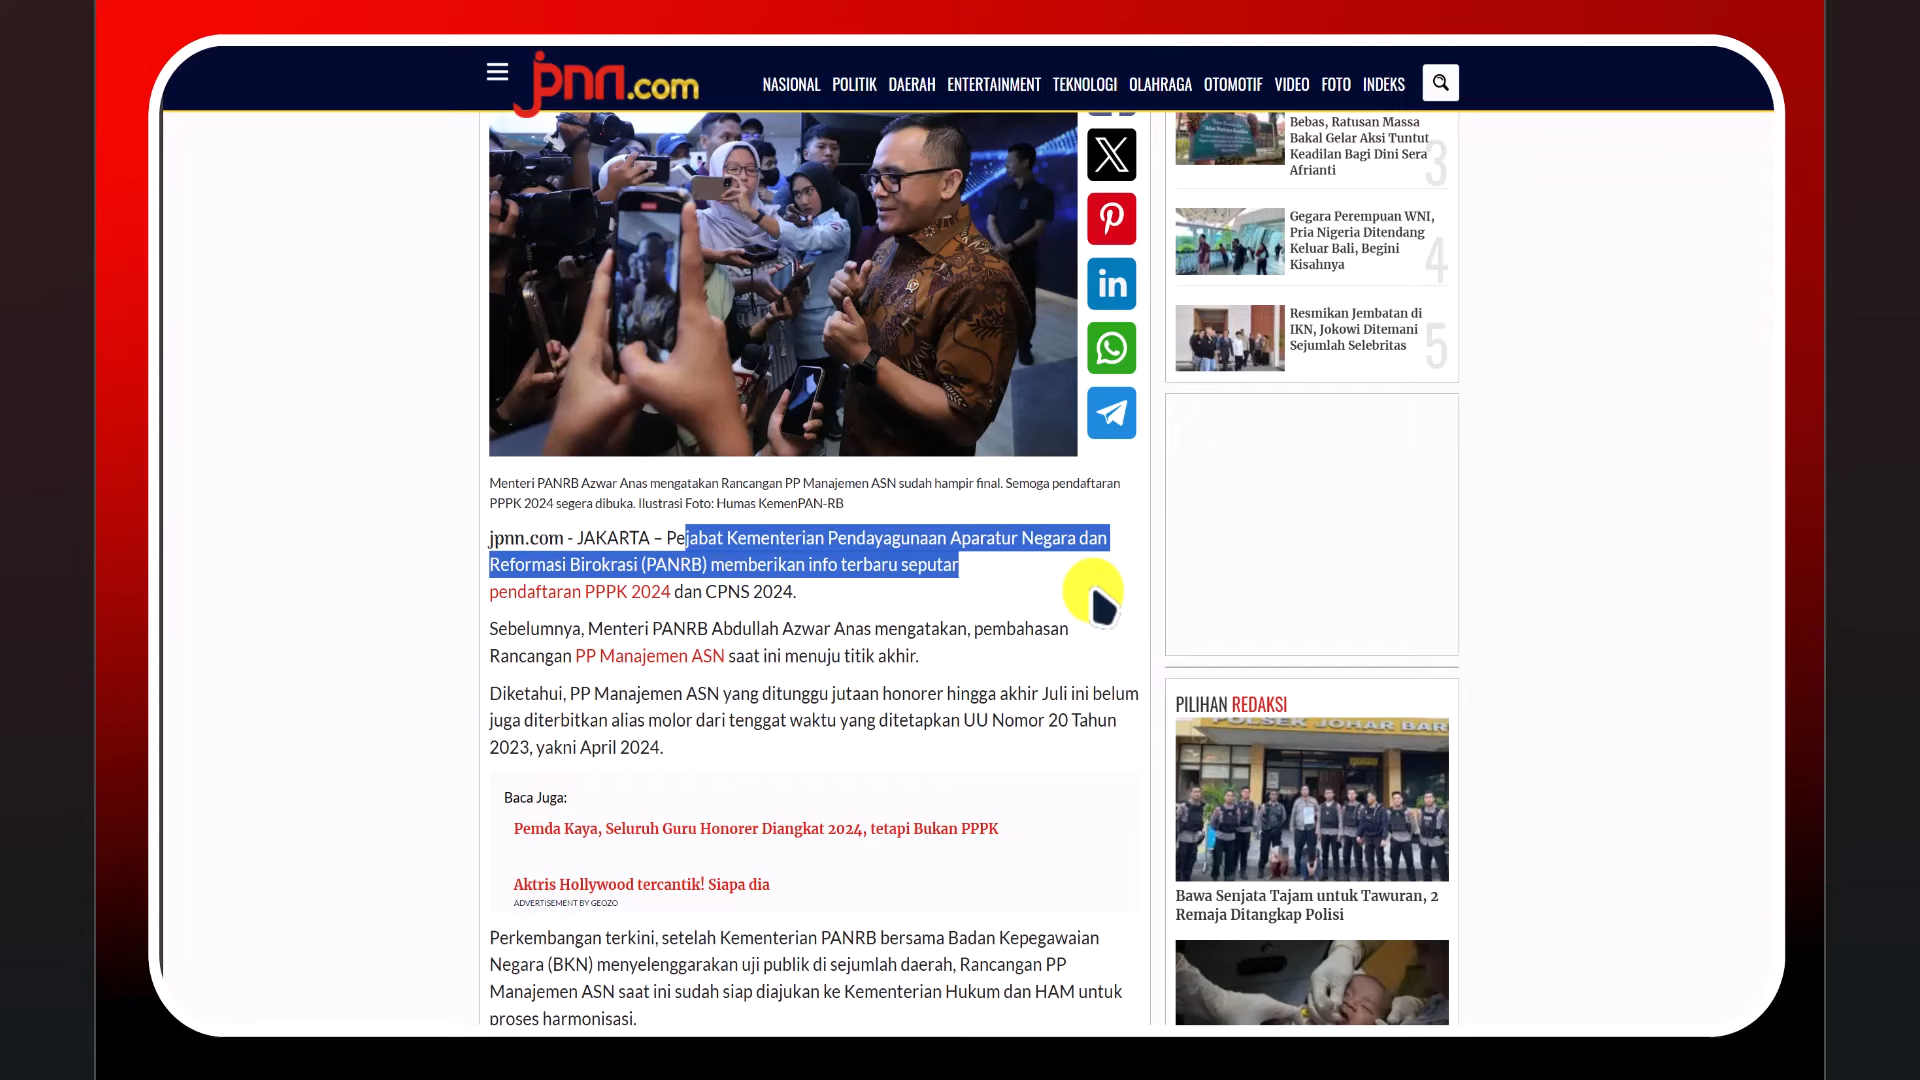 jpnn.com
NASIONAL POLITIK DAERAH ENTERTAINMENT TEKNOLOGI OLAHRAGA OTOMOTIF VIDEO FOTO INDEKS
Menteri PANRB Azwar Anas mengatakan Rancangan PP Manajemen ASN sudah hampir final. Semoga pendaftaran
PPPK 2024 segera dibuka. Ilustrasi Foto: Humas KemenPAN-RB
jpnn.com - JAKARTA – Pejabat Kementerian Pendayagunaan Aparatur Negara dan
Reformasi Birokrasi (PANRB) memberikan info terbaru seputar
pendaftaran PPPK 2024 dan CPNS 2024.
Sebelumnya, Menteri PANRB Abdullah Azwar Anas mengatakan, pembahasan
Rancangan PP Manajemen ASN saat ini menuju titik akhir.
Diketahui, PP Manajemen ASN yang ditunggu jutaan honorer hingga akhir Juli ini belum
juga diterbitkan alias molor dari tenggat waktu yang ditetapkan UU Nomor 20 Tahun
2023, yakni April 2024.
Baca Juga:
Pemda Kaya, Seluruh Guru Honorer Diangkat 2024, tetapi Bukan PPPK
Aktris Hollywood tercantik! Siapa dia
ADVERTISEMENT BY GEOZO
Perkembangan terkini, setelah Kementerian PANRB bersama Badan Kepegawaian
Negara (BKN) menyelenggarakan uji publik di sejumlah daerah, Rancangan PP
Manajemen ASN saat ini sudah siap diajukan ke Kementerian Hukum dan HAM untuk
proses harmonisasi.
Bebas, Ratusan Massa
Bakal Gelar Aksi Tuntut
Keadilan Bagi Dini Sera
Afrianti
3
Gegara Perempuan WNI,
Pria Nigeria Ditendang
Keluar Bali, Begini
Kisahnya
4
Resmikan Jembatan di
IKN, Jokowi Ditemani
Sejumlah Selebritas
5
PILIHAN REDAKSI
POLSEK JOHAR BAR
Bawa Senjata Tajam untuk Tawuran, 2
Remaja Ditangkap Polisi